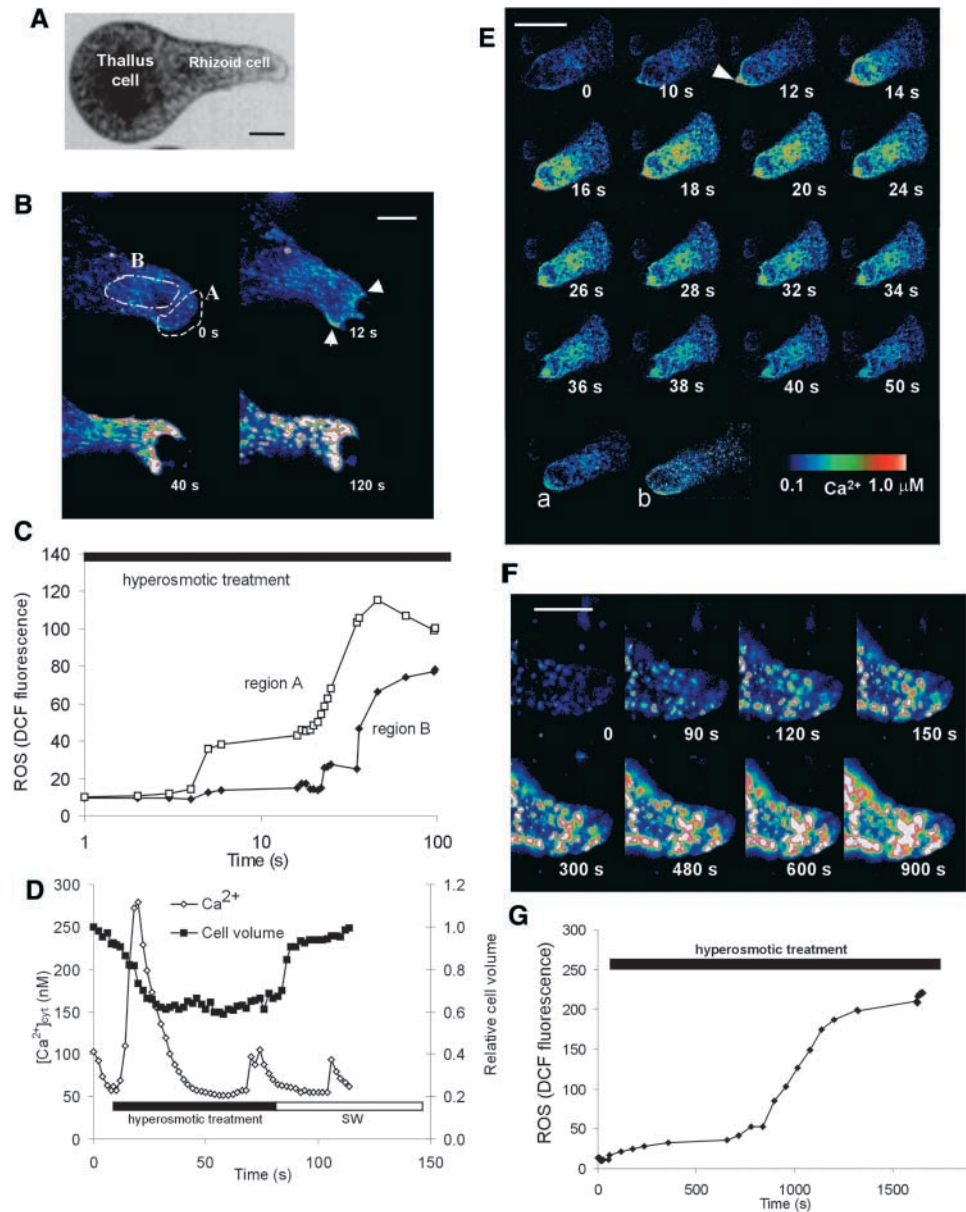 A
Thallus cell
Rhizoid cell
B
B
A
0 s
12 s
40 s
120 s
C
140
120
100
80
60
40
20
0
ROS (DCF fluorescence)
hyperosmotic treatment
region A
region B
1
10
100
Time (s)
D
300
250
200
150
100
50
0
[Ca2+]cyt (nM)
Ca2+
Cell volume
1.2
1.0
0.8
0.6
0.4
0.2
0.0
Relative cell volume
hyperosmotic treatment
SW
0
50
100
150
Time (s)
E
0
10 s
12 s
14 s
16 s
18 s
20 s
24 s
26 s
28 s
32 s
34 s
36 s
38 s
40 s
50 s
a
b
0.1 Ca2+ 1.0 µM
F
0
90 s
120 s
150 s
300 s
480 s
600 s
900 s
G
300
250
200
150
100
50
0
ROS (DCF fluorescence)
hyperosmotic treatment
0
500
1000
1500
Time (s)